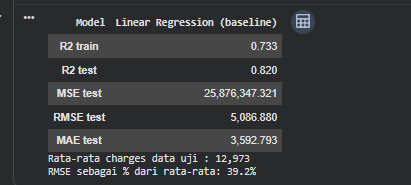 Model Linear Regression (baseline)
R2 train 0.733
R2 test 0.820
MSE test 25,876,347.321
RMSE test 5,086.880
MAE test 3,592.793
Rata-rata charges data uji : 12,973
RMSE sebagai % dari rata-rata: 39.2%